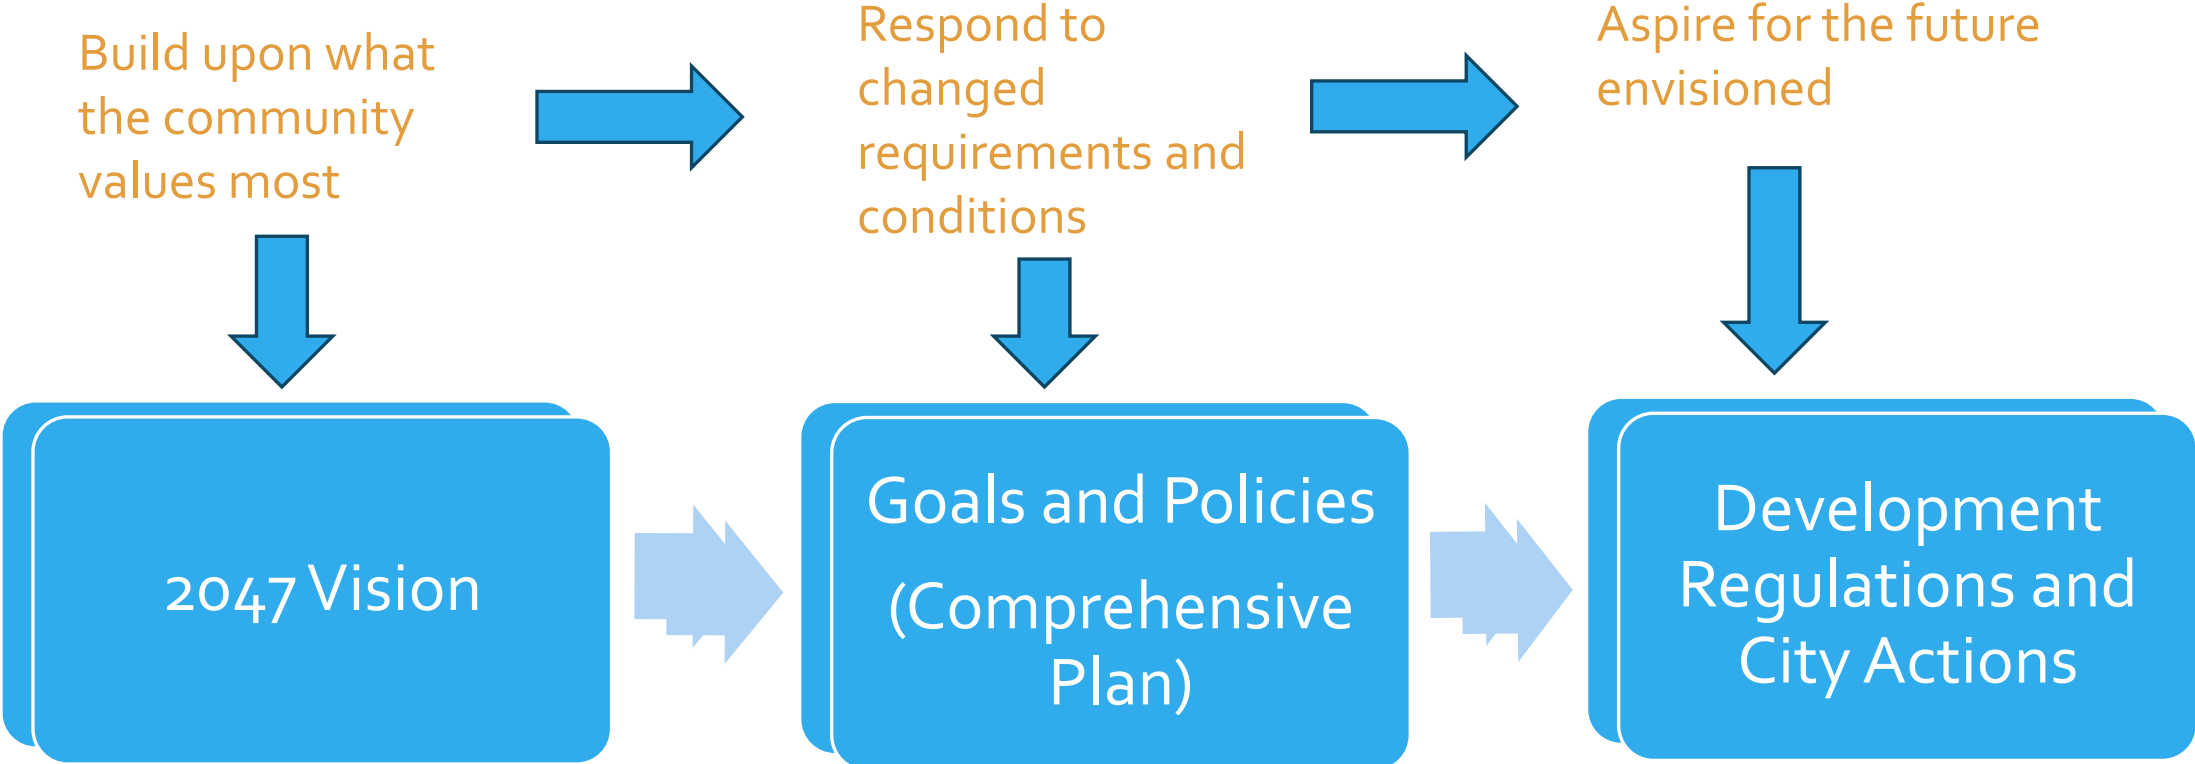 Build upon what
the community
values most
Respond to
changed
requirements and
conditions
Aspire for the future
envisioned
2047 Vision
Goals and Policies
(Comprehensive
Plan)
Development
Regulations and
City Actions